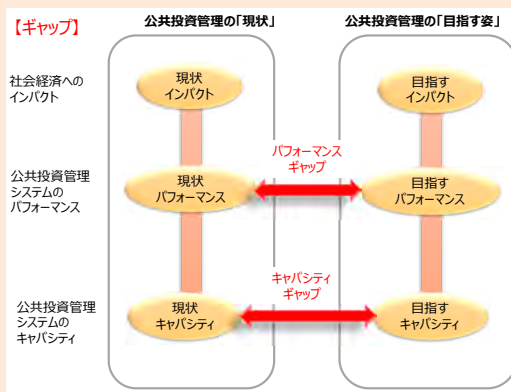 【ギャップ】
公共投資管理の「現状」
公共投資管理の「目指す姿」
社会経済への
インパクト
現状
インパクト
目指す
インパクト
パフォーマンス
ギャップ
公共投資管理
システムの
パフォーマンス
現状
パフォーマンス
目指す
パフォーマンス
キャパシティ
ギャップ
公共投資管理
システムの
キャパシティ
現状
キャパシティ
目指す
キャパシティ